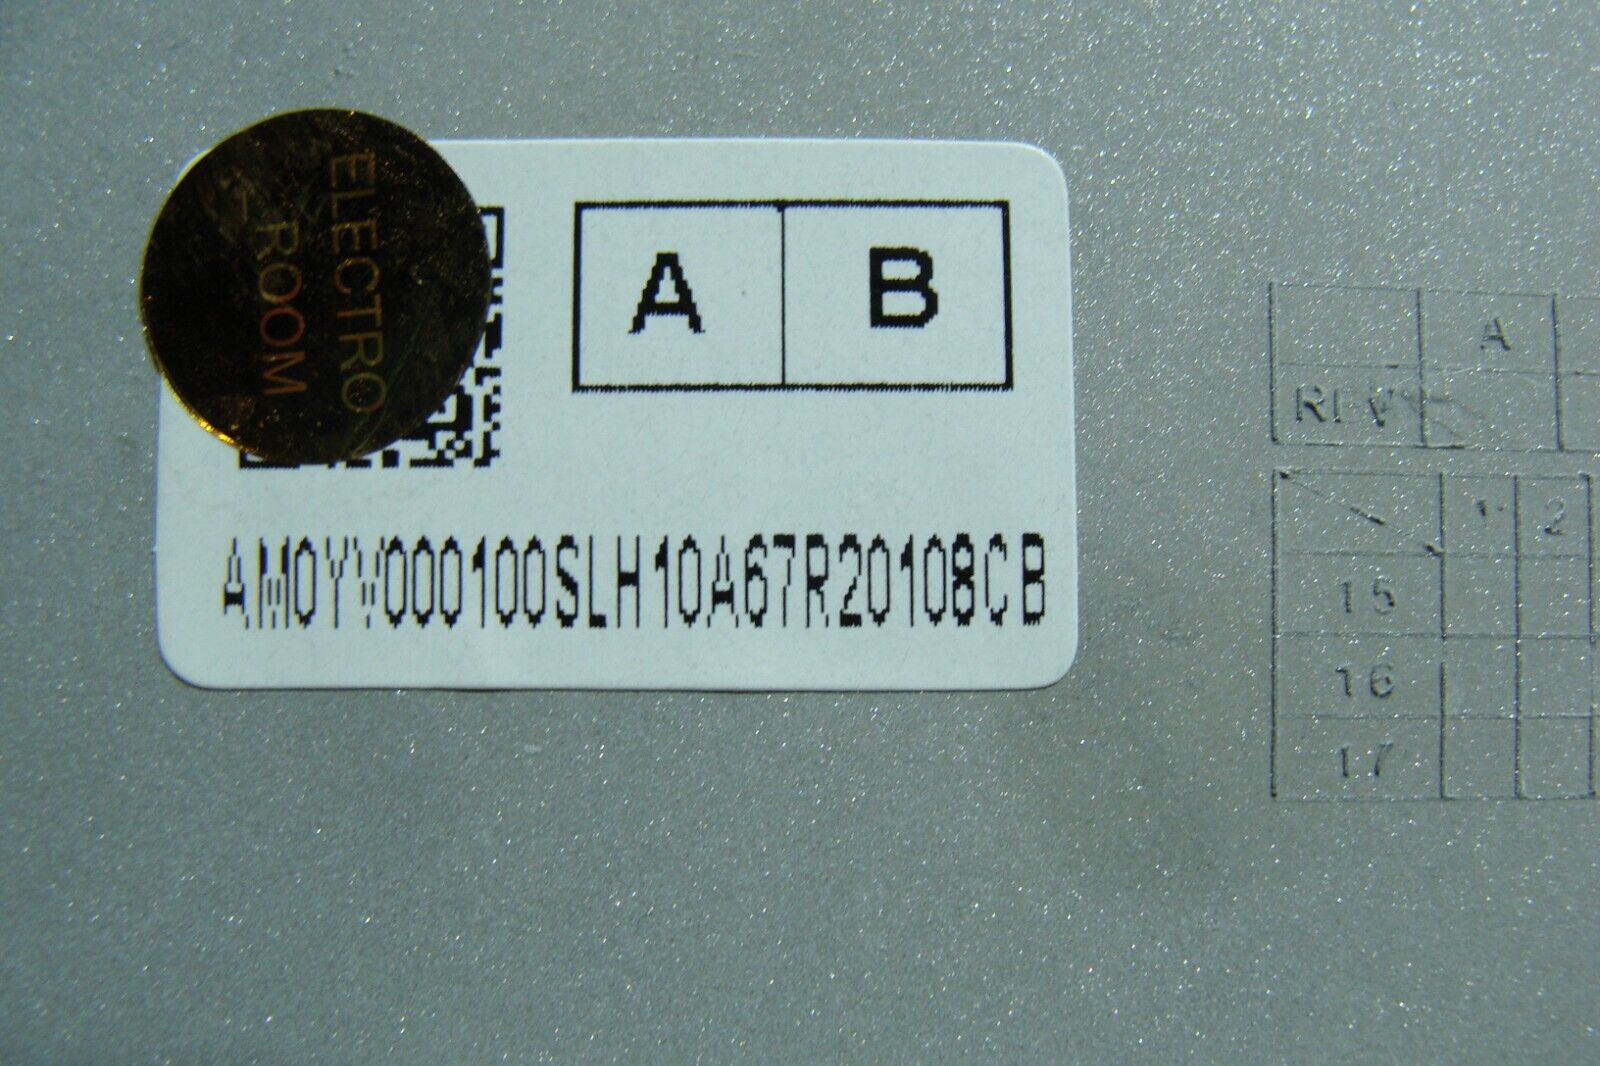 ELECTRO
ROOM
A B
AM0YV000100SLH10A67R20108CB
A
REV
1 2
15
16
17